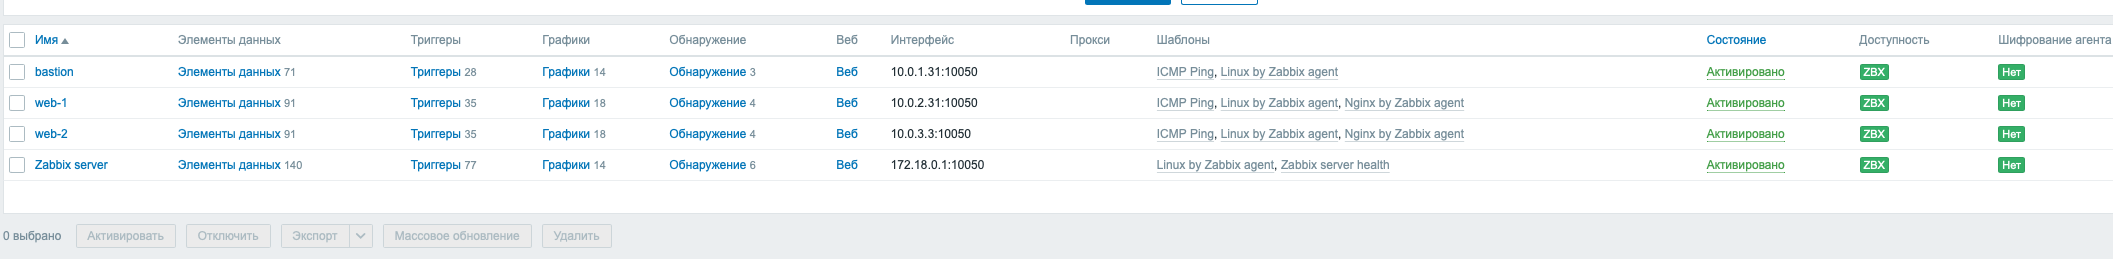 Имя Элементы данных Триггеры Графики Обнаружение Веб Интерфейс Прокси Шаблоны Состояние Доступность Шифрование агента
bastion Элементы данных 71 Триггеры 28 Графики 14 Обнаружение 3 Веб 10.0.1.31:10050 ICMP Ping, Linux by Zabbix agent Активировано ZBX Нет
web-1 Элементы данных 91 Триггеры 35 Графики 18 Обнаружение 4 Веб 10.0.2.31:10050 ICMP Ping, Linux by Zabbix agent, Nginx by Zabbix agent Активировано ZBX Нет
web-2 Элементы данных 91 Триггеры 35 Графики 18 Обнаружение 4 Веб 10.0.3.3:10050 ICMP Ping, Linux by Zabbix agent, Nginx by Zabbix agent Активировано ZBX Нет
Zabbix server Элементы данных 140 Триггеры 77 Графики 14 Обнаружение 6 Веб 172.18.0.1:10050 Linux by Zabbix agent, Zabbix server health Активировано ZBX Нет
0 выбрано Активировать Отключить Экспорт Массовое обновление Удалить